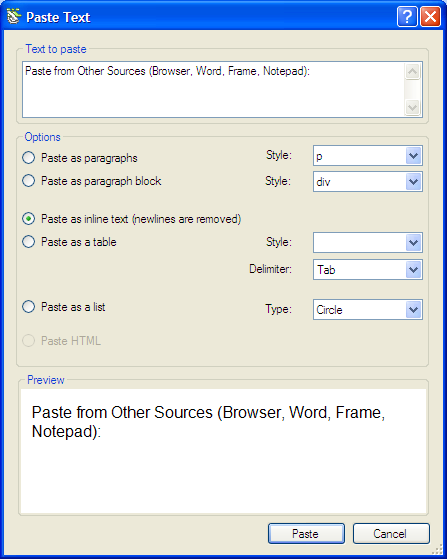 Paste Text
Text to paste
Paste from Other Sources (Browser, Word, Frame, Notepad):
Options
Paste as paragraphs Style: p
Paste as paragraph block Style: div
Paste as inline text (newlines are removed)
Paste as a table Style:
Delimiter: Tab
Paste as a list Type: Circle
Paste HTML
Preview
Paste from Other Sources (Browser, Word, Frame,
Notepad):
Paste Cancel